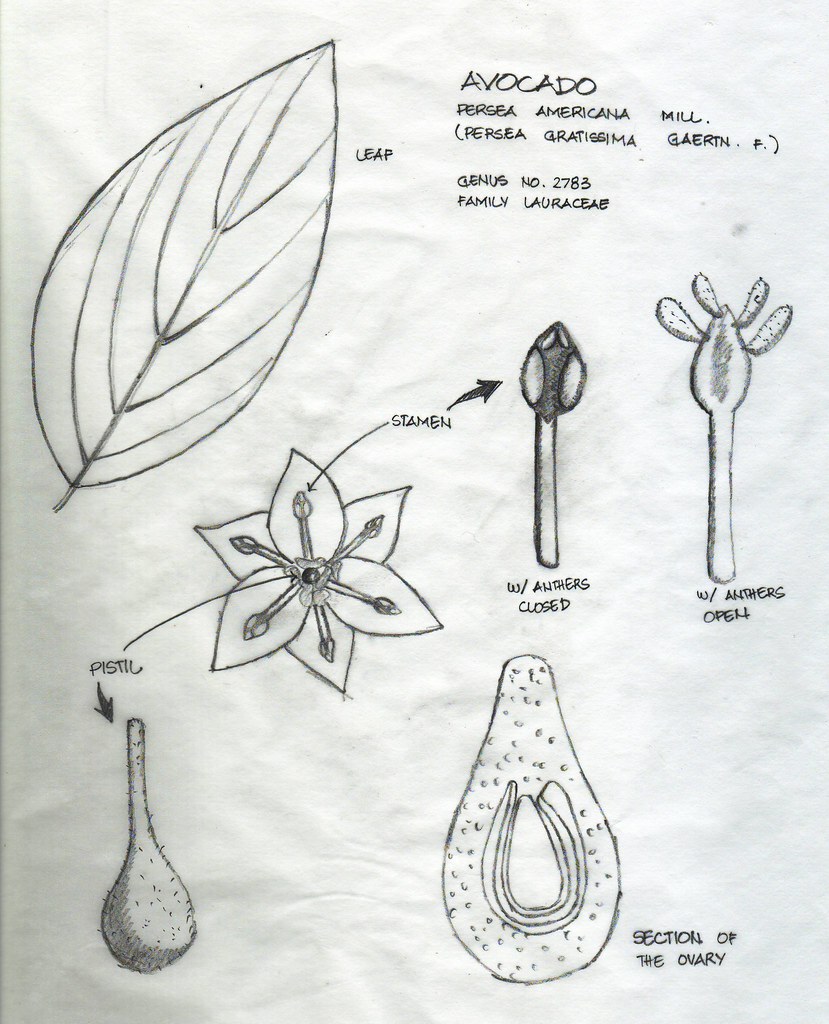 AVOCADO
PERSEA AMERICANA MILL.
(PERSEA GRATISSIMA GAERTN. F.)
LEAF
GENUS NO. 2783
FAMILY LAURACEAE
STAMEN
W/ ANTHERS
CLOSED
W/ ANTHERS
OPEN
PISTIL
SECTION OF
THE OVARY